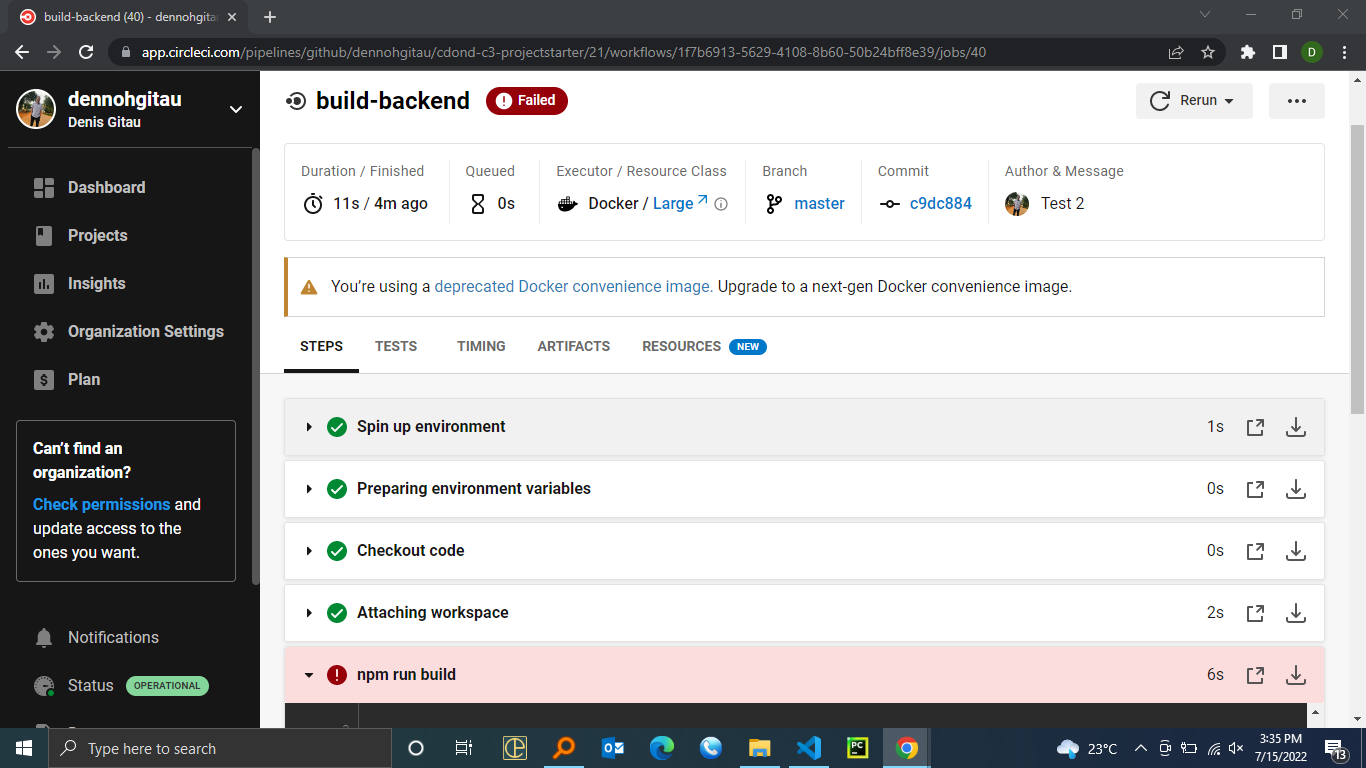 build-backend (40) - dennohgita
app.circleci.com/pipelines/github/dennohgitau/cdond-c3-projectstarter/21/workflows/1f7b6913-5629-4108-8b60-50b24bff8e39/jobs/40
D
dennohgitau
Denis Gitau
Dashboard
Projects
Insights
Organization Settings
Plan
Can't find an
organization?
Check permissions and
update access to the
ones you want.
Notifications
Status OPERATIONAL
build-backend Failed
Rerun
Duration / Finished
11s / 4m ago
Queued
0s
Executor / Resource Class
Docker / Large
Branch
master
Commit
c9dc884
Author & Message
Test 2
You're using a deprecated Docker convenience image. Upgrade to a next-gen Docker convenience image.
STEPS TESTS TIMING ARTIFACTS RESOURCES NEW
Spin up environment 1s
Preparing environment variables 0s
Checkout code 0s
Attaching workspace 2s
npm run build 6s
Type here to search
PC
23°C
3:35 PM
7/15/2022
13